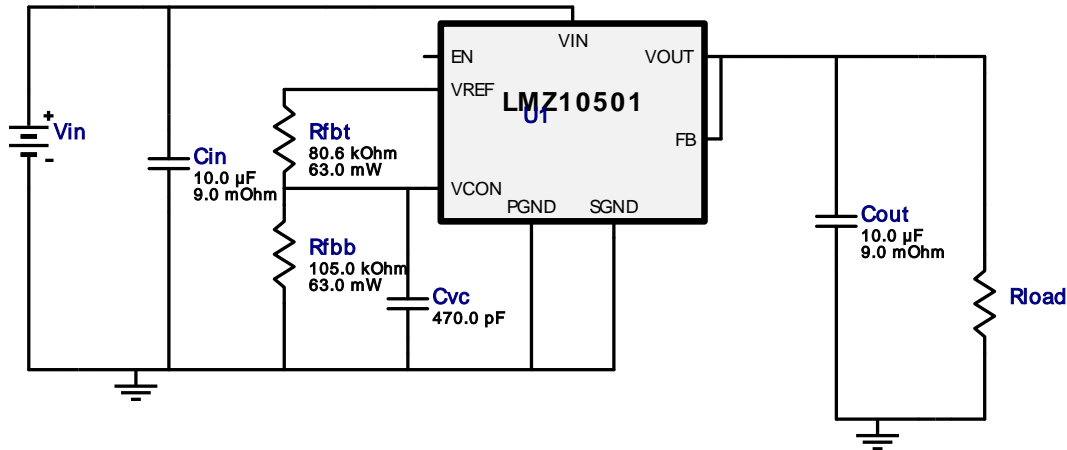 VIN
EN
VOUT
VREF
LMZ10501
U1
FB
VCON
PGND
SGND
+
Vin
-
Cin
10.0 µF
9.0 mOhm
Rfbt
80.6 kOhm
63.0 mW
Rfbb
105.0 kOhm
63.0 mW
Cvc
470.0 pF
Cout
10.0 µF
9.0 mOhm
Rload